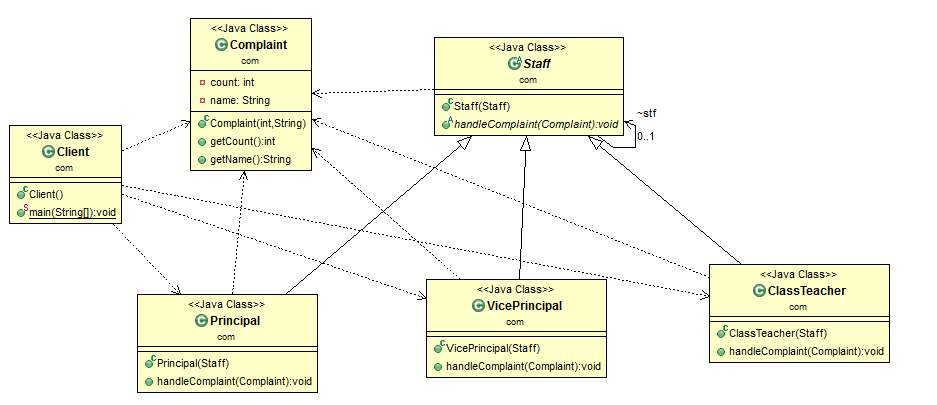 <<Java Class>>
Complaint
com
count: int
name: String
Complaint(int,String)
getCount():int
getName():String
<<Java Class>>
Staff
com
Staff(Staff)
handleComplaint(Complaint):void
~stf
0..1
<<Java Class>>
Client
com
Client()
main(String[]):void
<<Java Class>>
Principal
com
Principal(Staff)
handleComplaint(Complaint):void
<<Java Class>>
VicePrincipal
com
VicePrincipal(Staff)
handleComplaint(Complaint):void
<<Java Class>>
ClassTeacher
com
ClassTeacher(Staff)
handleComplaint(Complaint):void